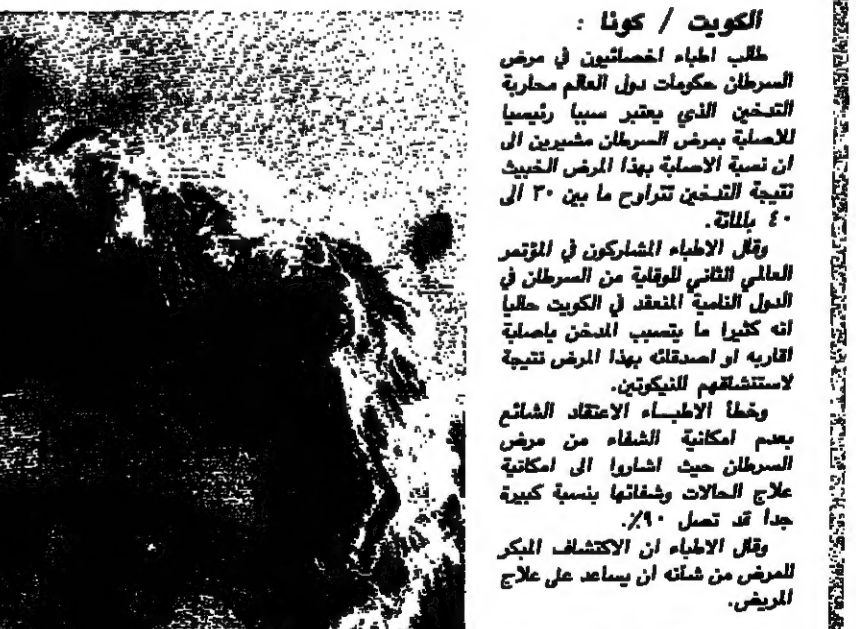 الكويت / كونا :
طالب اطباء اخصائيون في مرض
السرطان حكومات دول العالم محاربة
التدخين الذي يعتبر سببا رئيسيا
للاصابة بمرض السرطان مشيرين الى
ان نسبة الاصابة بهذا المرض الخبيث
نتيجة التدخين تتراوح ما بين ٣٠ الى
٤٠ بالمائة.
وقال الاطباء المشاركون في المؤتمر
العالمي الثاني للوقاية من السرطان في
الدول النامية المنعقد في الكويت حاليا
انه كثيرا ما يتسبب المدخن باصابة
اقاربه او اصدقائه بهذا المرض نتيجة
لاستنشاقهم للنيكوتين.
وخطأ الاطبـــاء الاعتقاد الشائع
بعدم امكانية الشفاء من مرض
السرطان حيث اشاروا الى امكانية
علاج الحالات وشفائها بنسبة كبيرة
جدا قد تصل ٩٠٪.
وقال الاطباء ان الاكتشاف المبكر
للمرض من شأنه ان يساعد على علاج
المريض.